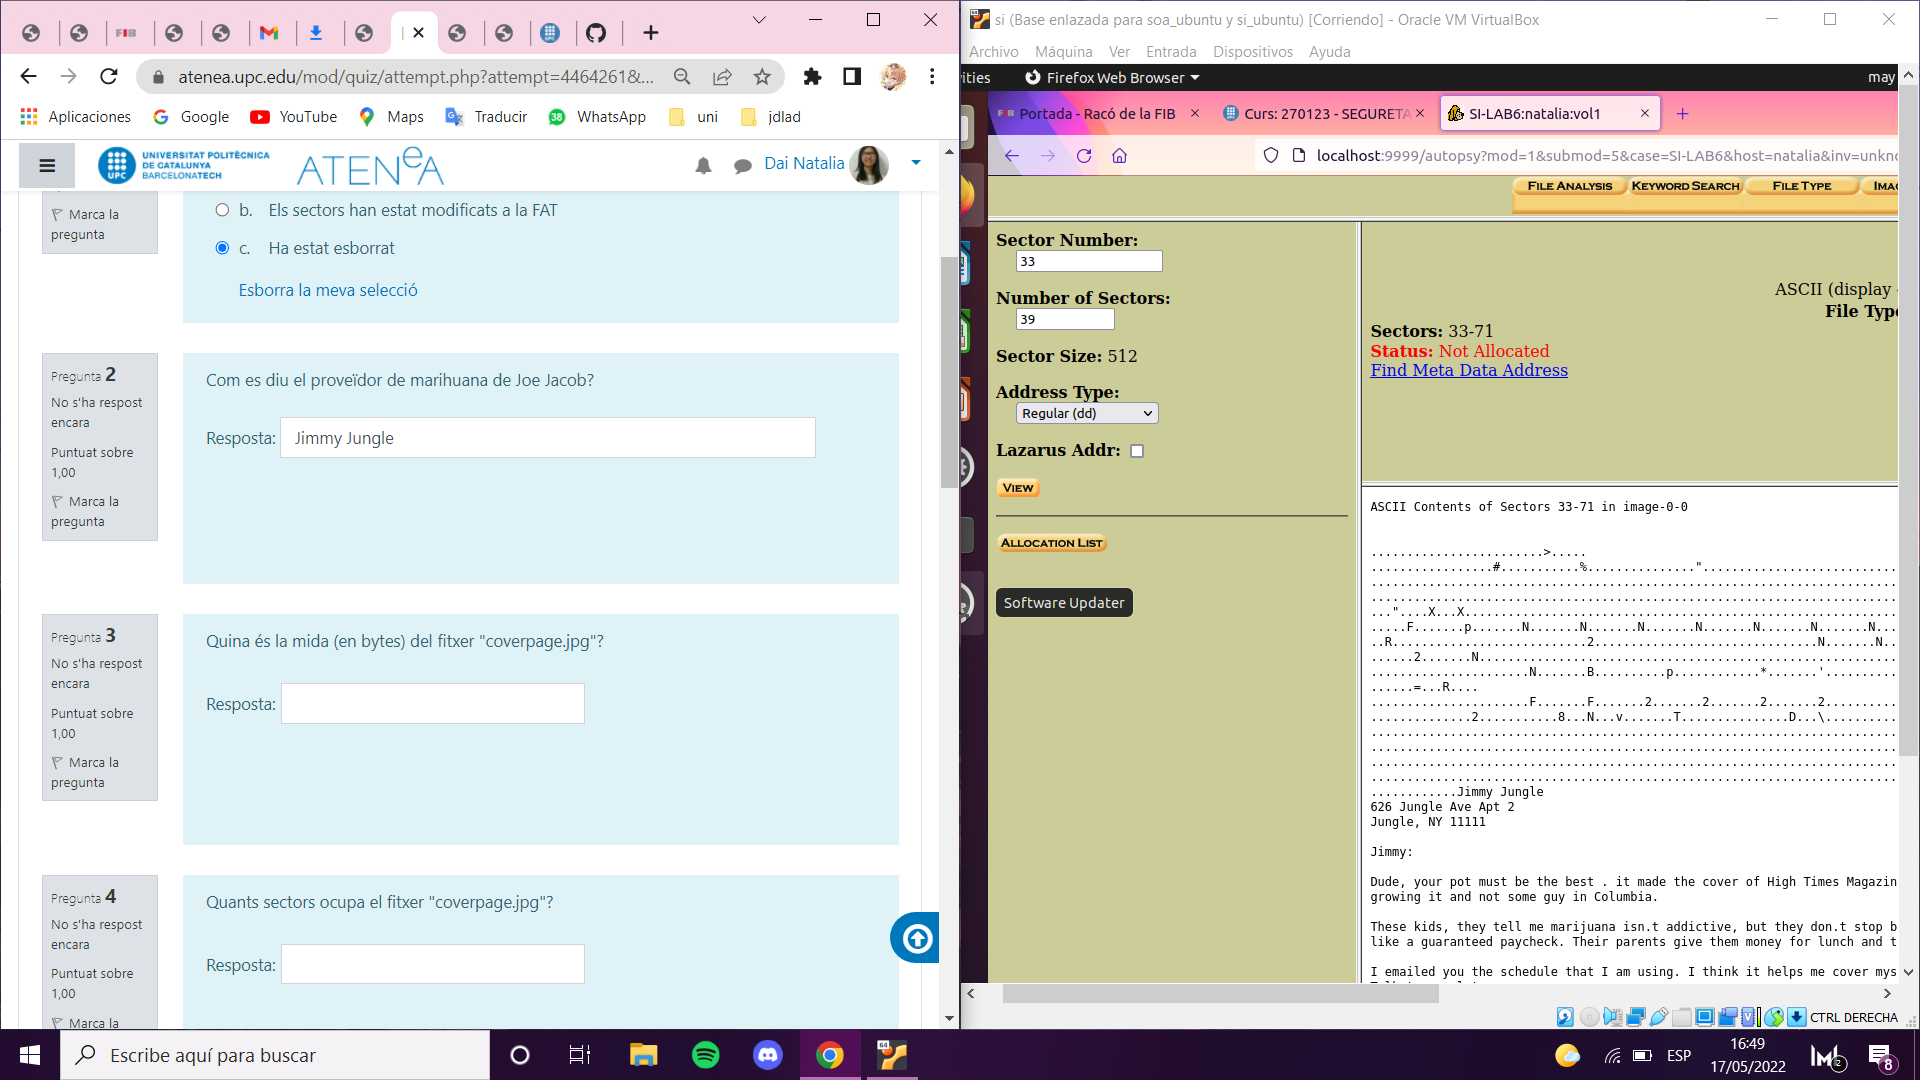 atenea.upc.edu/mod/quiz/attempt.php?attempt=4464261&...
Aplicaciones
Google
YouTube
Maps
Traducir
WhatsApp
uni
jdlad
UNIVERSITAT POLITÈCNICA
DE CATALUNYA
BARCELONATECH
ATENeA
Dai Natalia
Marca la
pregunta
b. Els sectors han estat modificats a la FAT
c. Ha estat esborrat
Esborra la meva selecció
Pregunta 2
No s'ha respost
encara
Puntuat sobre
1,00
Marca la
pregunta
Com es diu el proveïdor de marihuana de Joe Jacob?
Resposta: Jimmy Jungle
Pregunta 3
No s'ha respost
encara
Puntuat sobre
1,00
Marca la
pregunta
Quina és la mida (en bytes) del fitxer "coverpage.jpg"?
Resposta:
Pregunta 4
No s'ha respost
encara
Puntuat sobre
1,00
Marca la
Quants sectors ocupa el fitxer "coverpage.jpg"?
Resposta:
si (Base enlazada para soa_ubuntu y si_ubuntu) [Corriendo] - Oracle VM VirtualBox
Archivo Máquina Ver Entrada Dispositivos Ayuda
ities
Firefox Web Browser
may
Portada - Racó de la FIB
Curs: 270123 - SEGURETA
SI-LAB6:natalia:vol1
localhost:9999/autopsy?mod=1&submod=5&case=SI-LAB6&host=natalia&inv=unkno
FILE ANALYSIS
KEYWORD SEARCH
FILE TYPE
IMAG
Sector Number:
33
Number of Sectors:
39
Sector Size: 512
Address Type:
Regular (dd)
Lazarus Addr:
VIEW
ALLOCATION LIST
Software Updater
ASCII (display -
File Type
Sectors: 33-71
Status: Not Allocated
Find Meta Data Address
ASCII Contents of Sectors 33-71 in image-0-0
............Jimmy Jungle
626 Jungle Ave Apt 2
Jungle, NY 11111
Jimmy:
Dude, your pot must be the best . it made the cover of High Times Magazin
growing it and not some guy in Columbia.
These kids, they tell me marijuana isn.t addictive, but they don.t stop b
like a guaranteed paycheck. Their parents give them money for lunch and t
I emailed you the schedule that I am using. I think it helps me cover mys
CTRL DERECHA
Escribe aquí para buscar
ESP
16:49
17/05/2022
2
8